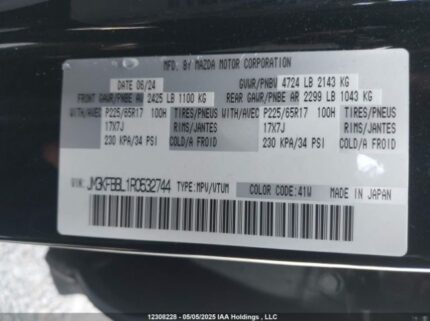 MFD. BY MAZDA MOTOR CORPORATION
DATE 06/24 GVWR/PNBV 4724 LB 2143 KG
FRONT GAWR/PNBE AV 2425 LB 1100 KG REAR GAWR/PNBE AR 2299 LB 1043 KG
WITH/AVEC P225/65R17 100H TIRES/PNEUS WITH/AVEC P225/65R17 100H TIRES/PNEUS
17X7J RIMS/JANTES 17X7J RIMS/JANTES
230 KPA/34 PSI COLD/A FROID 230 KPA/34 PSI COLD/A FROID
VIN: JM3KFBBL1R0532744 TYPE:MPV/VTUM COLOR CODE:41W MADE IN JAPAN
12308228 - 05/05/2025 IAA Holdings , LLC